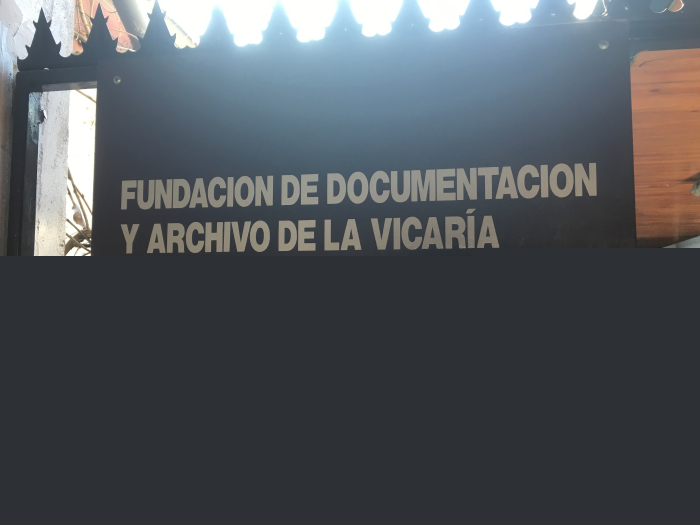 FUNDACION DE DOCUMENTACION
Y ARCHIVO DE LA VICARÍA